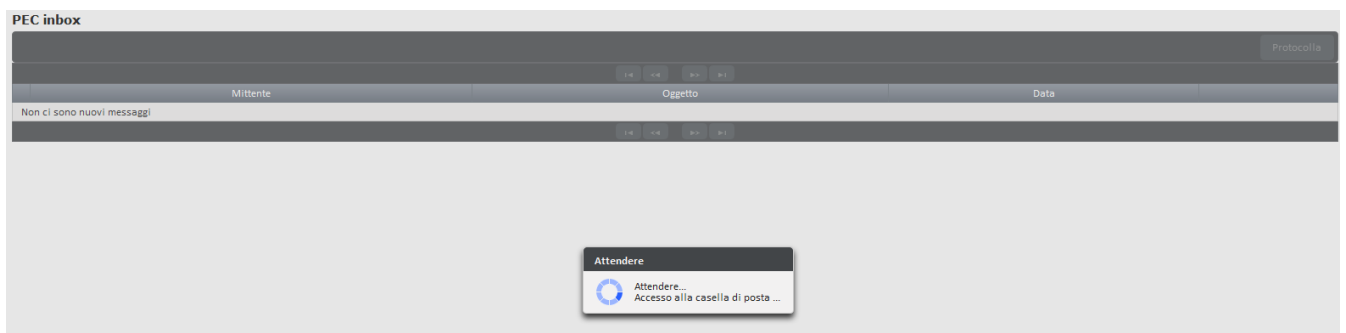 PEC inbox
Protocolla
Mittente Oggetto Data
Non ci sono nuovi messaggi
Attendere
Attendere...
Accesso alla casella di posta ...